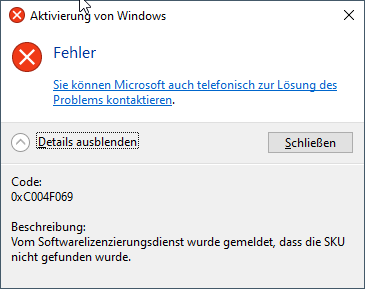 Aktivierung von Windows
Fehler
Sie können Microsoft auch telefonisch zur Lösung des
Problems kontaktieren.
Details ausblenden
Schließen
Code:
0xC004F069
Beschreibung:
Vom Softwarelizenzierungsdienst wurde gemeldet, dass die SKU
nicht gefunden wurde.